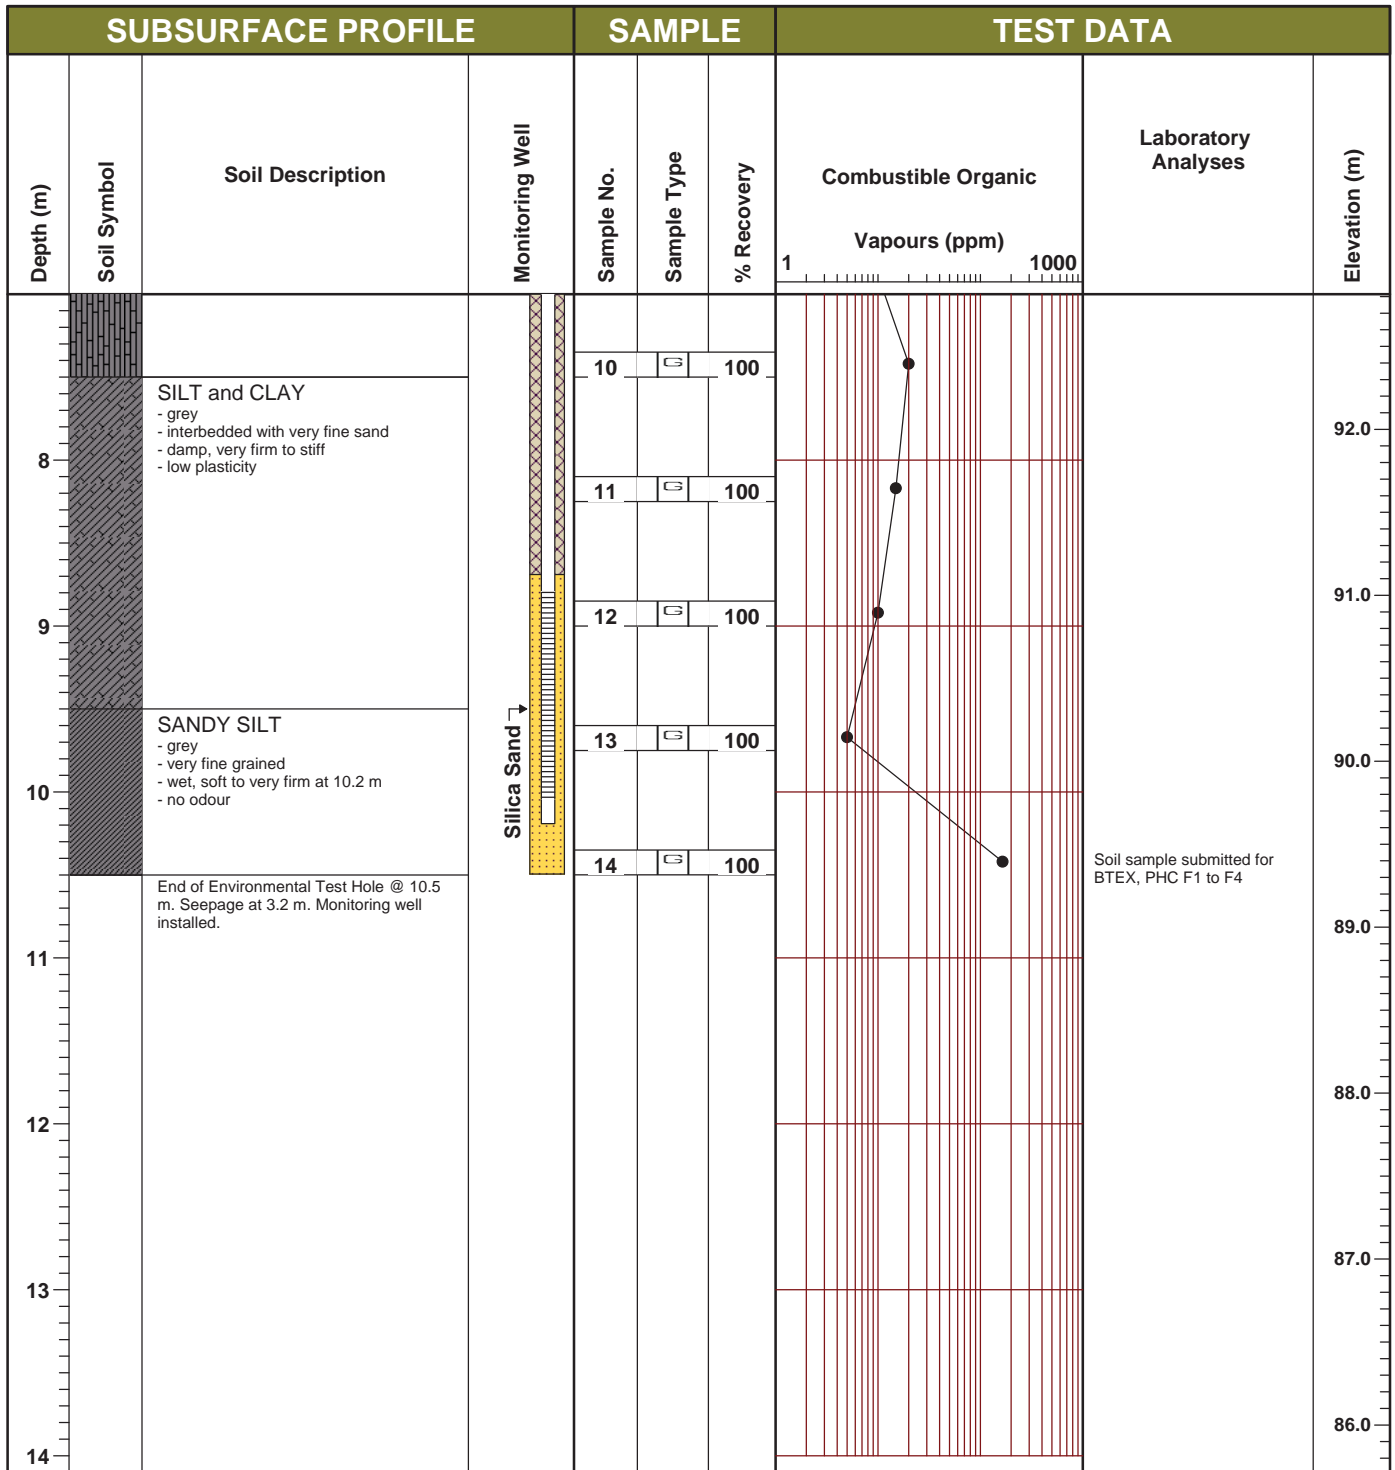 SUBSURFACE PROFILE
SAMPLE
TEST DATA
Depth (m)
Soil Symbol
Soil Description
Monitoring Well
Sample No.
Sample Type
% Recovery
Combustible Organic
Vapours (ppm)
1
1000
Laboratory
Analyses
Elevation (m)
10
G
100
SILT and CLAY
- grey
- interbedded with very fine sand
- damp, very firm to stiff
- low plasticity
92.0
8
11
G
100
91.0
12
G
100
9
SANDY SILT
- grey
- very fine grained
- wet, soft to very firm at 10.2 m
- no odour
Silica Sand
13
G
100
90.0
10
14
G
100
Soil sample submitted for
BTEX, PHC F1 to F4
End of Environmental Test Hole @ 10.5
m. Seepage at 3.2 m. Monitoring well
installed.
89.0
11
88.0
12
87.0
13
86.0
14